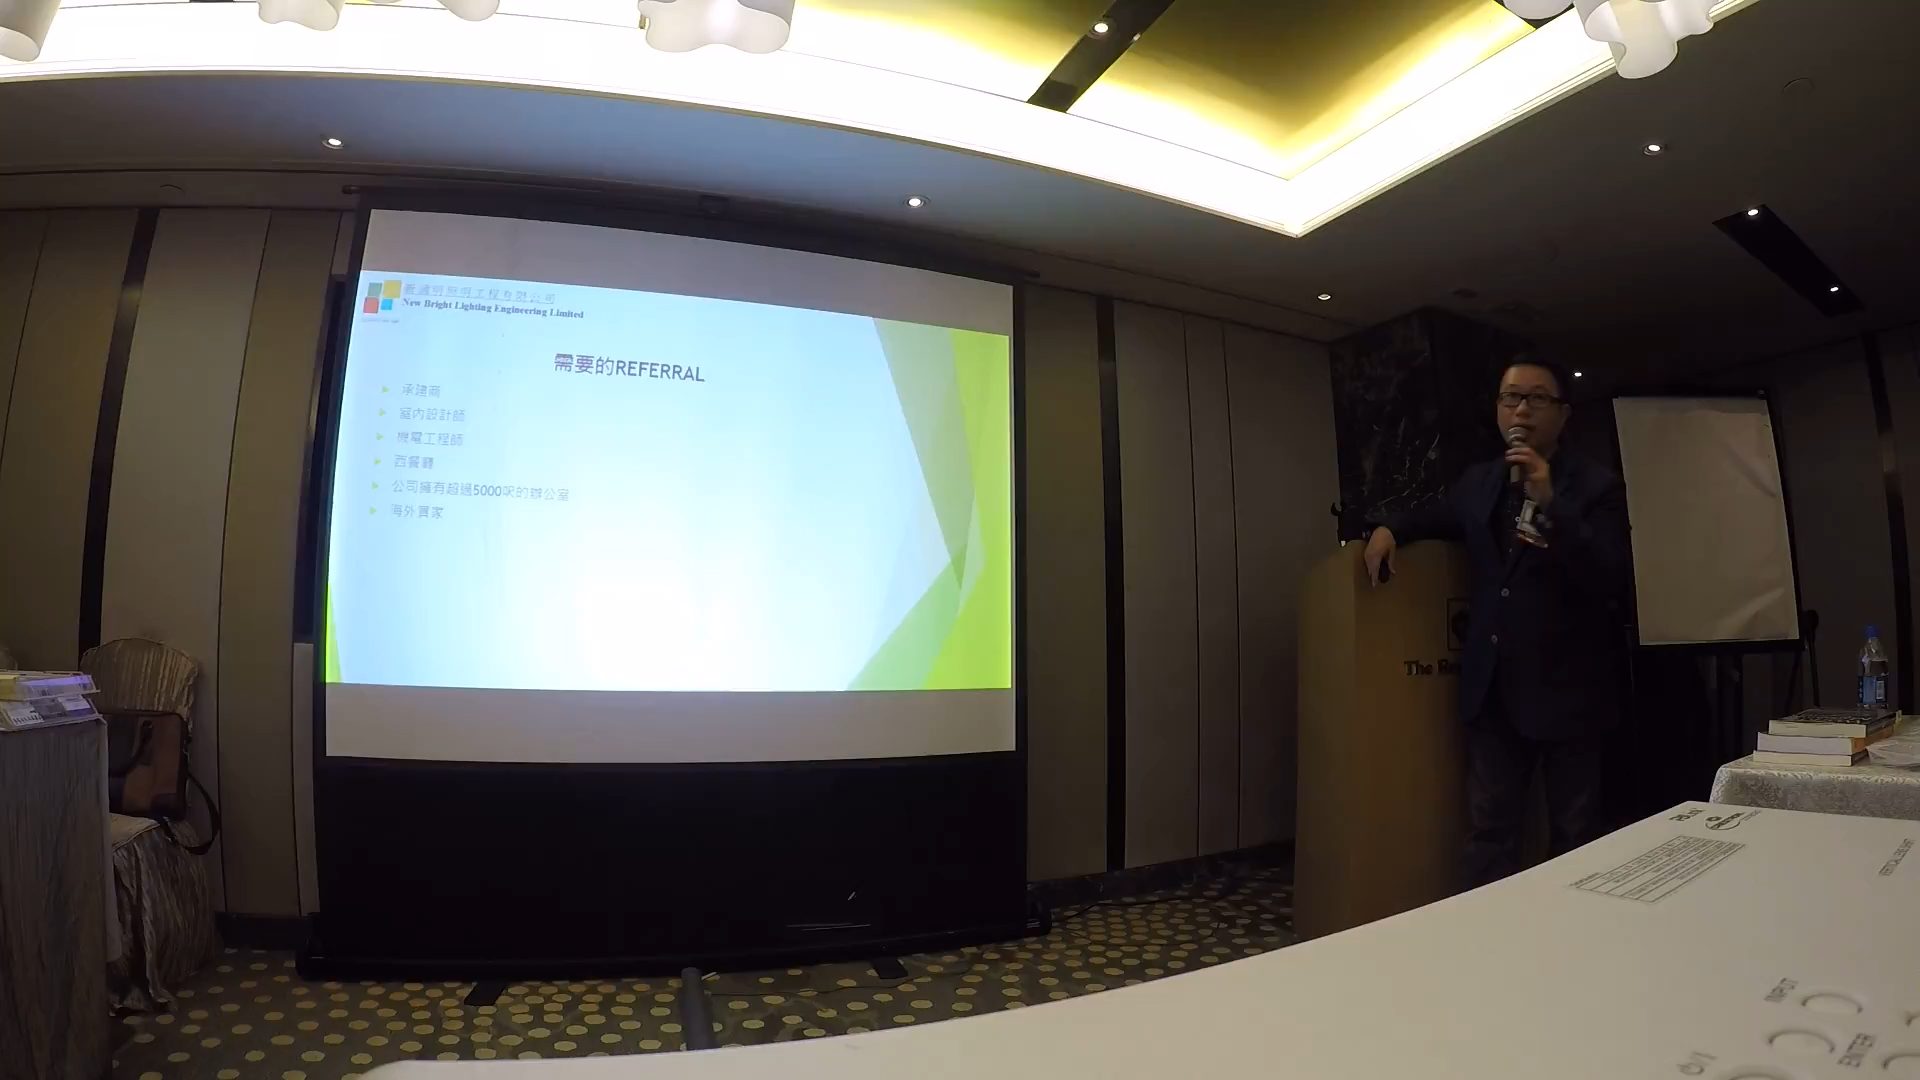 新遠明照明工程有限公司
New Bright Lighting Engineering Limited
需要的REFERRAL
承建商
室內設計師
機電工程師
西餐廳
公司擁有超過5000呎的辦公室
海外買家
The
INPUT
ENTER